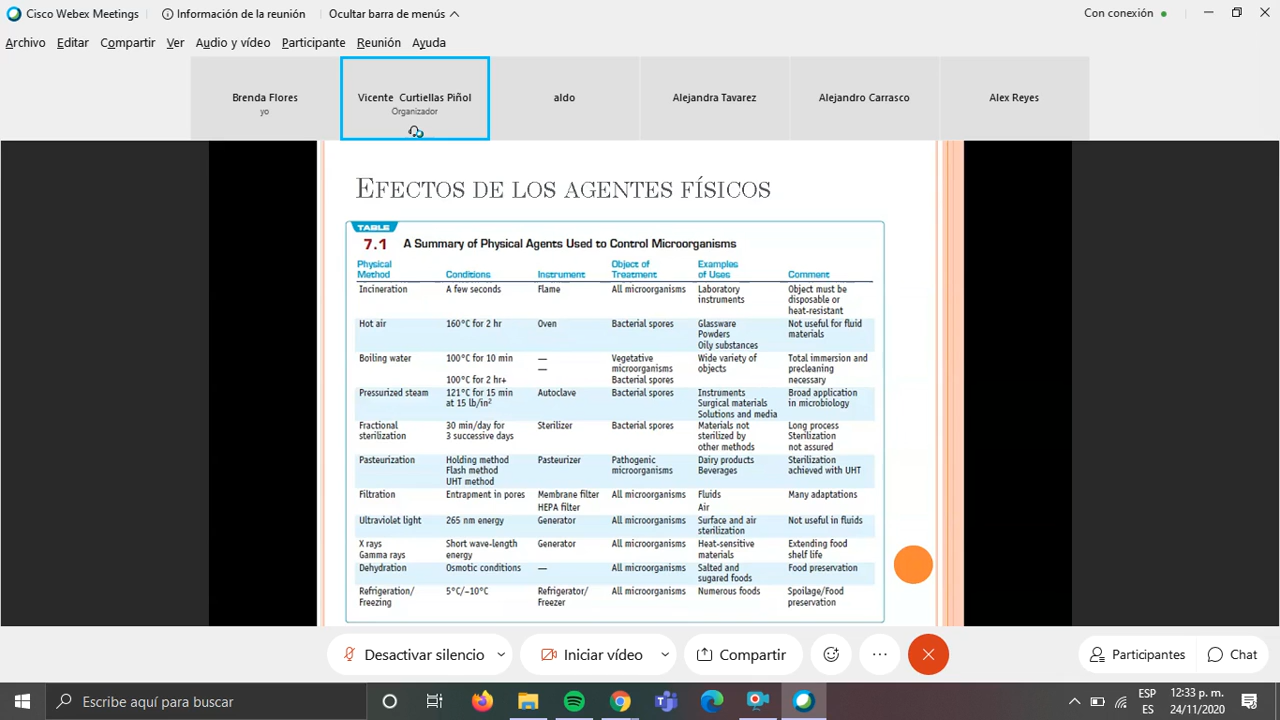 Cisco Webex Meetings
Información de la reunión
Ocultar barra de menús
Con conexión
Archivo Editar Compartir Ver Audio y vídeo Participante Reunión Ayuda
Brenda Flores
yo
Vicente Curtiellas Piñol
Organizador
aldo
Alejandra Tavarez
Alejandro Carrasco
Alex Reyes
EFECTOS DE LOS AGENTES FÍSICOS
TABLE
7.1 A Summary of Physical Agents Used to Control Microorganisms
Physical Object of Examples
Method Conditions Instrument Treatment of Uses Comment
Incineration A few seconds Flame All microorganisms Laboratory Object must be
instruments disposable or
heat-resistant
Hot air 160°C for 2 hr Oven Bacterial spores Glassware Not useful for fluid
Powders materials
Oily substances
Boiling water 100°C for 10 min — Vegetative Wide variety of Total immersion and
— microorganisms objects precleaning
100°C for 2 hr+ Bacterial spores necessary
Pressurized steam 121°C for 15 min Autoclave Bacterial spores Instruments Broad application
at 15 lb/in² Surgical materials in microbiology
Solutions and media
Fractional 30 min/day for Sterilizer Bacterial spores Materials not Long process
sterilization 3 successive days sterilized by Sterilization
other methods not assured
Pasteurization Holding method Pasteurizer Pathogenic Dairy products Sterilization
Flash method microorganisms Beverages achieved with UHT
UHT method
Filtration Entrapment in pores Membrane filter All microorganisms Fluids Many adaptations
HEPA filter Air
Ultraviolet light 265 nm energy Generator All microorganisms Surface and air Not useful in fluids
sterilization
X rays Short wave-length Generator All microorganisms Heat-sensitive Extending food
Gamma rays energy materials shelf life
Dehydration Osmotic conditions — All microorganisms Salted and Food preservation
sugared foods
Refrigeration/ 5°C/–10°C Refrigerator/ All microorganisms Numerous foods Spoilage/Food
Freezing Freezer preservation
Desactivar silencio
Iniciar vídeo
Compartir
Participantes
Chat
Escribe aquí para buscar
ESP 12:33 p. m.
ES 24/11/2020